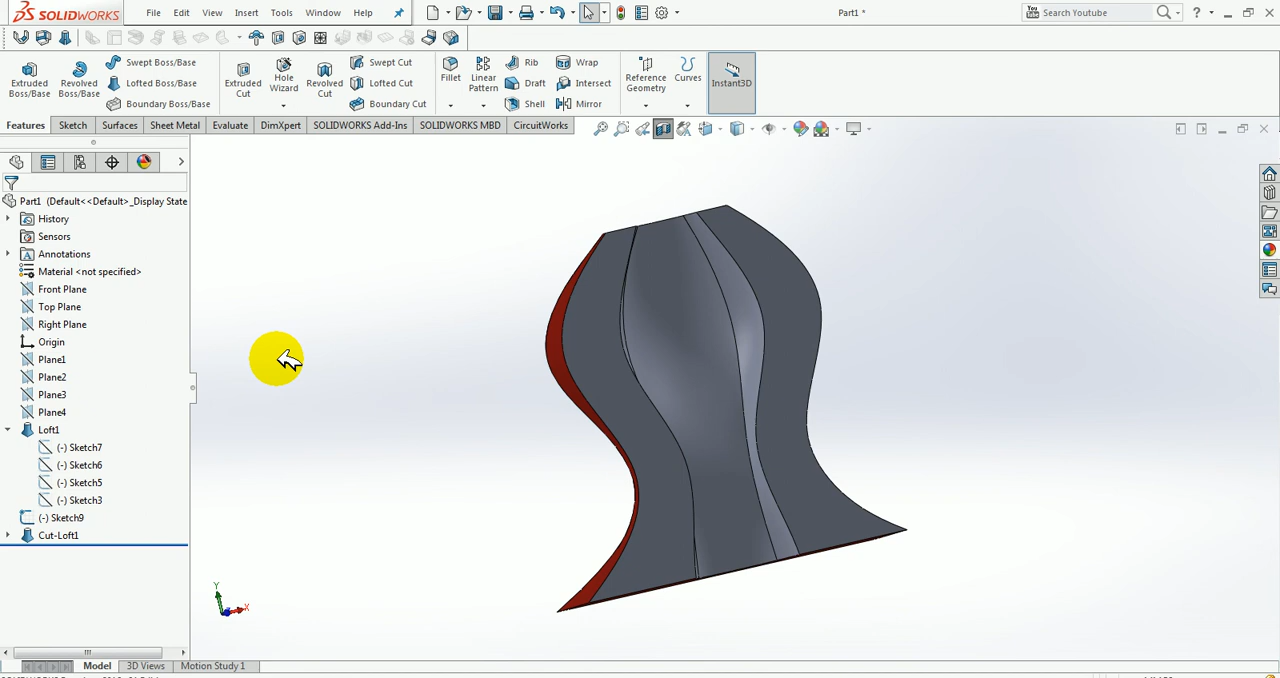 SOLIDWORKS File Edit View Insert Tools Window Help Part1 * Search Youtube
Extruded Boss/Base
Revolved Boss/Base
Swept Boss/Base
Lofted Boss/Base
Boundary Boss/Base
Extruded Cut
Hole Wizard
Revolved Cut
Swept Cut
Lofted Cut
Boundary Cut
Fillet
Linear Pattern
Rib
Draft
Shell
Wrap
Intersect
Mirror
Reference Geometry
Curves
Instant3D
Features Sketch Surfaces Sheet Metal Evaluate DimXpert SOLIDWORKS Add-Ins SOLIDWORKS MBD CircuitWorks
Part1 (Default<<Default>_Display State
History
Sensors
Annotations
Material <not specified>
Front Plane
Top Plane
Right Plane
Origin
Plane1
Plane2
Plane3
Plane4
Loft1
(-) Sketch7
(-) Sketch6
(-) Sketch5
(-) Sketch3
(-) Sketch9
Cut-Loft1
Y
X
Model 3D Views Motion Study 1